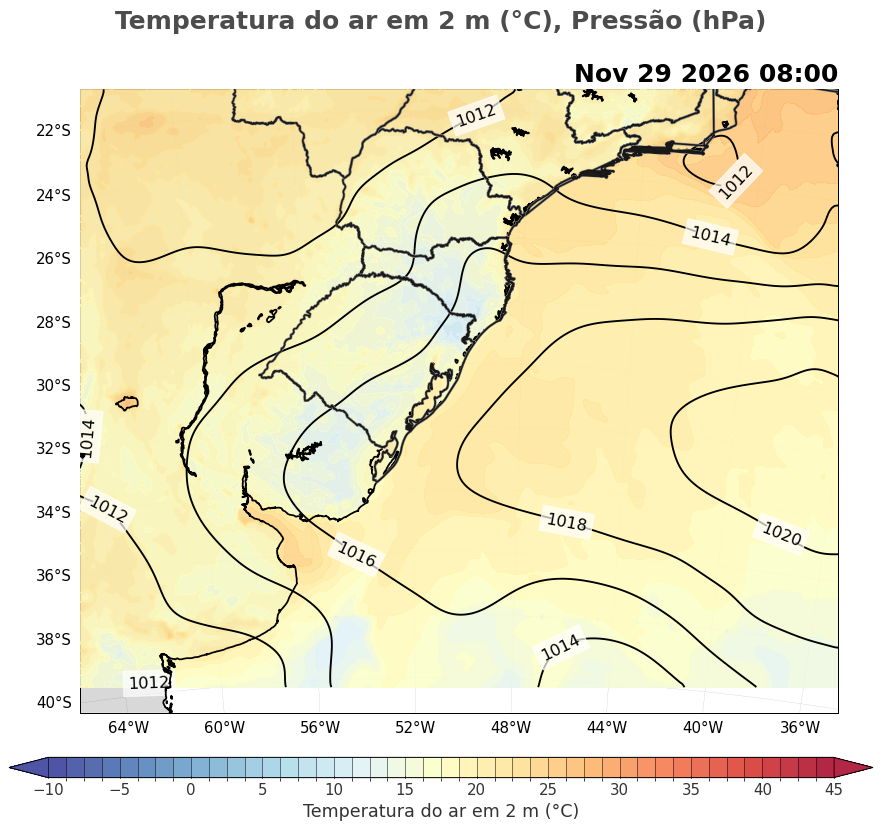 Temperatura do ar em 2 m (°C), Pressão (hPa)
Nov 29 2026 08:00
22°S
24°S
26°S
28°S
30°S
32°S
34°S
36°S
38°S
40°S
1012
1012
1014
1014
1012
1018
1020
1016
1014
1012
64°W 60°W 56°W 52°W 48°W 44°W 40°W 36°W
−10 −5 0 5 10 15 20 25 30 35 40 45
Temperatura do ar em 2 m (°C)